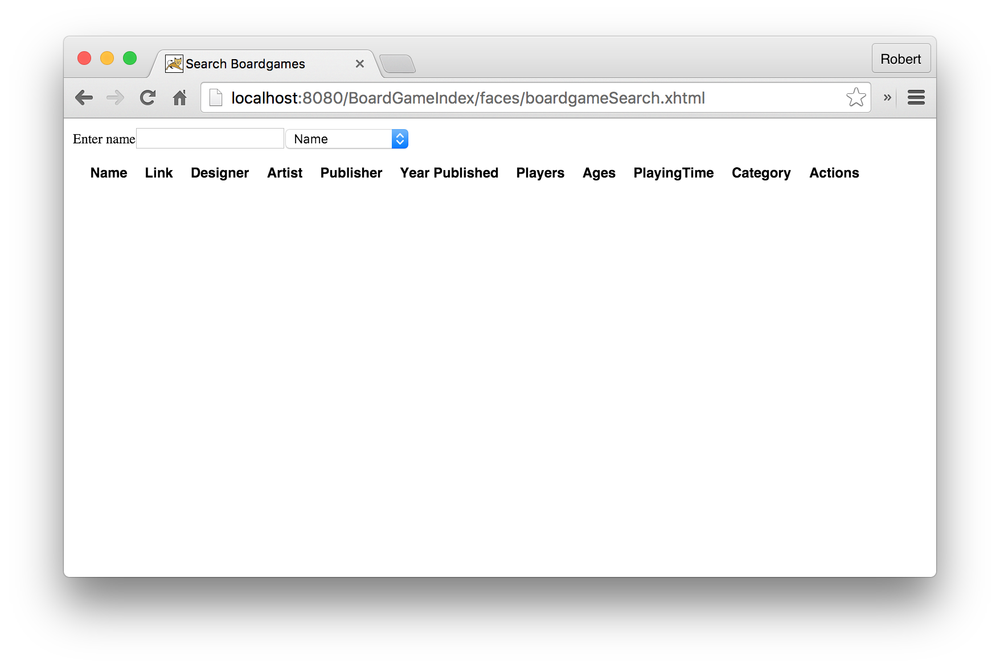 Search Boardgames
Robert
localhost:8080/BoardGameIndex/faces/boardgameSearch.xhtml
»
Enter name Name
Name Link Designer Artist Publisher Year Published Players Ages PlayingTime Category Actions